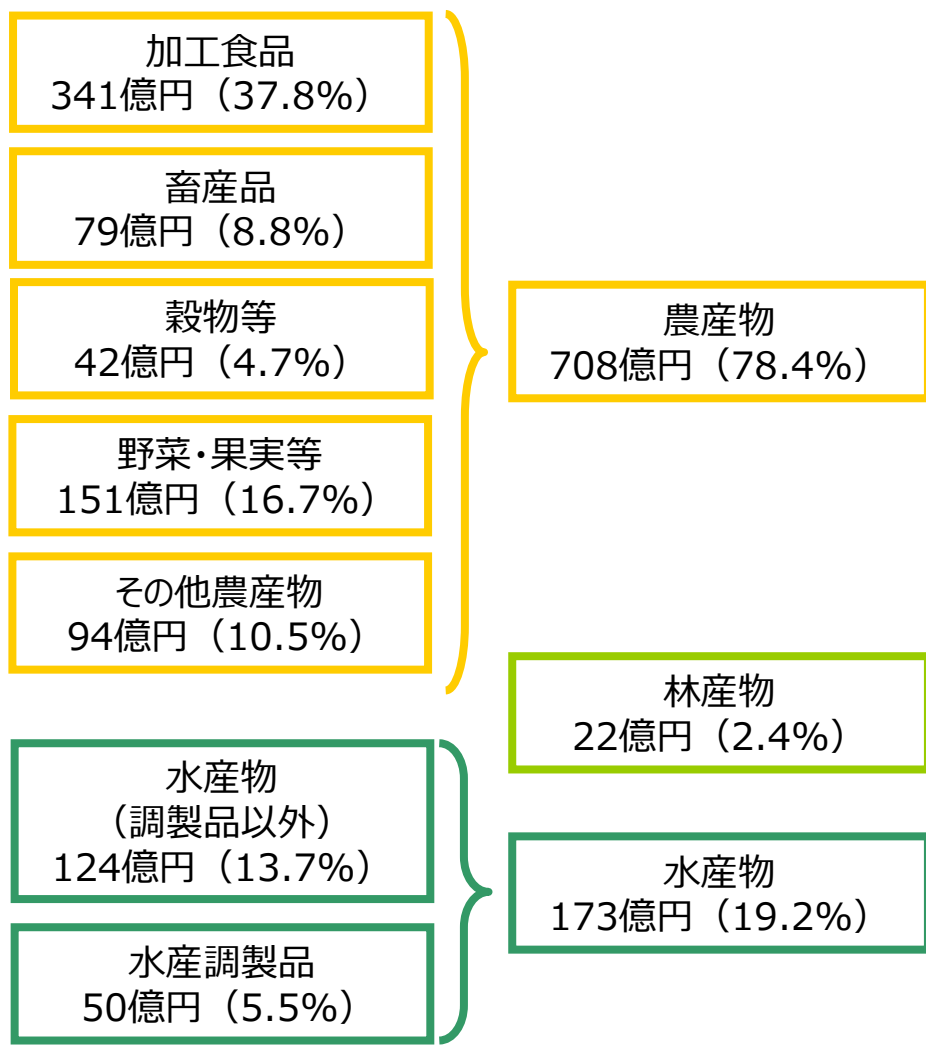 加工食品
341億円（37.8%）
畜産品
79億円（8.8%）
穀物等
42億円（4.7%）
野菜・果実等
151億円（16.7%）
その他農産物
94億円（10.5%）
農産物
708億円（78.4%）
林産物
22億円（2.4%）
水産物
（調製品以外）
124億円（13.7%）
水産調製品
50億円（5.5%）
水産物
173億円（19.2%）